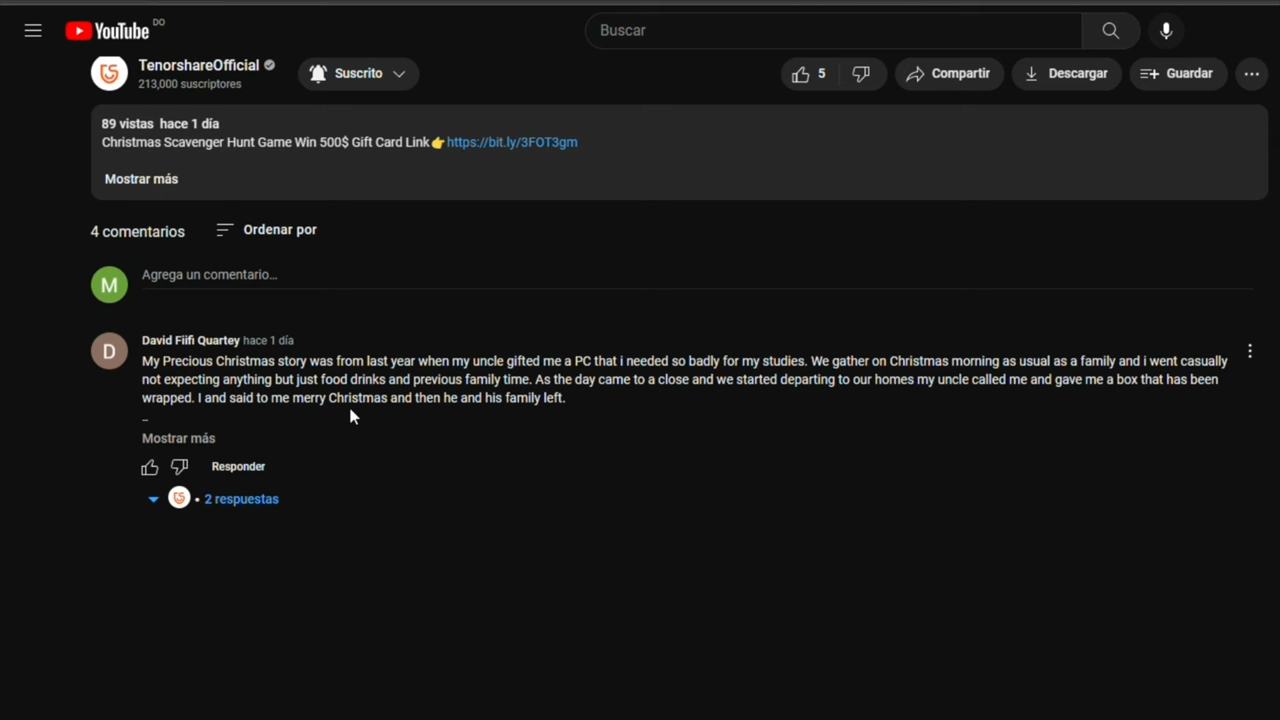 YouTube DO
Buscar
TenorshareOfficial
213,000 suscriptores
Suscrito
5
Compartir
Descargar
Guardar
89 vistas hace 1 día
Christmas Scavenger Hunt Game Win 500$ Gift Card Link👉https://bit.ly/3FOT3gm
Mostrar más
4 comentarios
Ordenar por
M
Agrega un comentario...
D
David Fiifi Quartey hace 1 día
My Precious Christmas story was from last year when my uncle gifted me a PC that i needed so badly for my studies. We gather on Christmas morning as usual as a family and i went casually
not expecting anything but just food drinks and previous family time. As the day came to a close and we started departing to our homes my uncle called me and gave me a box that has been
wrapped. I and said to me merry Christmas and then he and his family left.
Mostrar más
Responder
• 2 respuestas